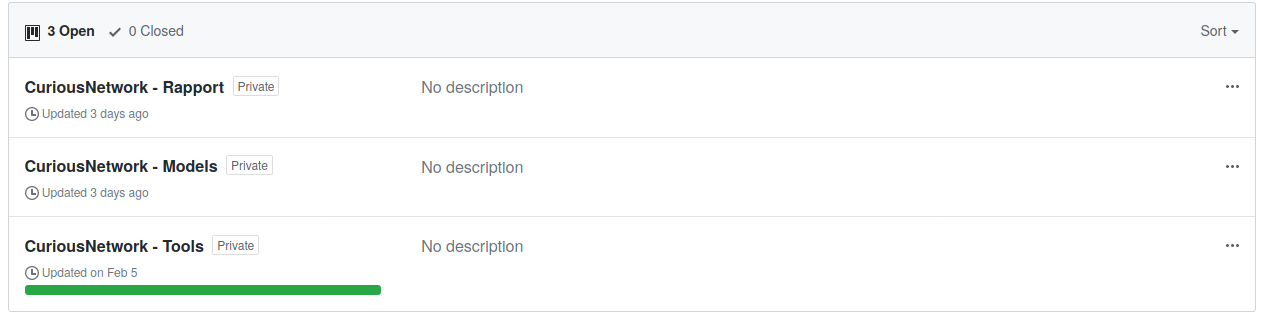 3 Open 0 Closed Sort
CuriousNetwork - Rapport Private No description
Updated 3 days ago
CuriousNetwork - Models Private No description
Updated 3 days ago
CuriousNetwork - Tools Private No description
Updated on Feb 5